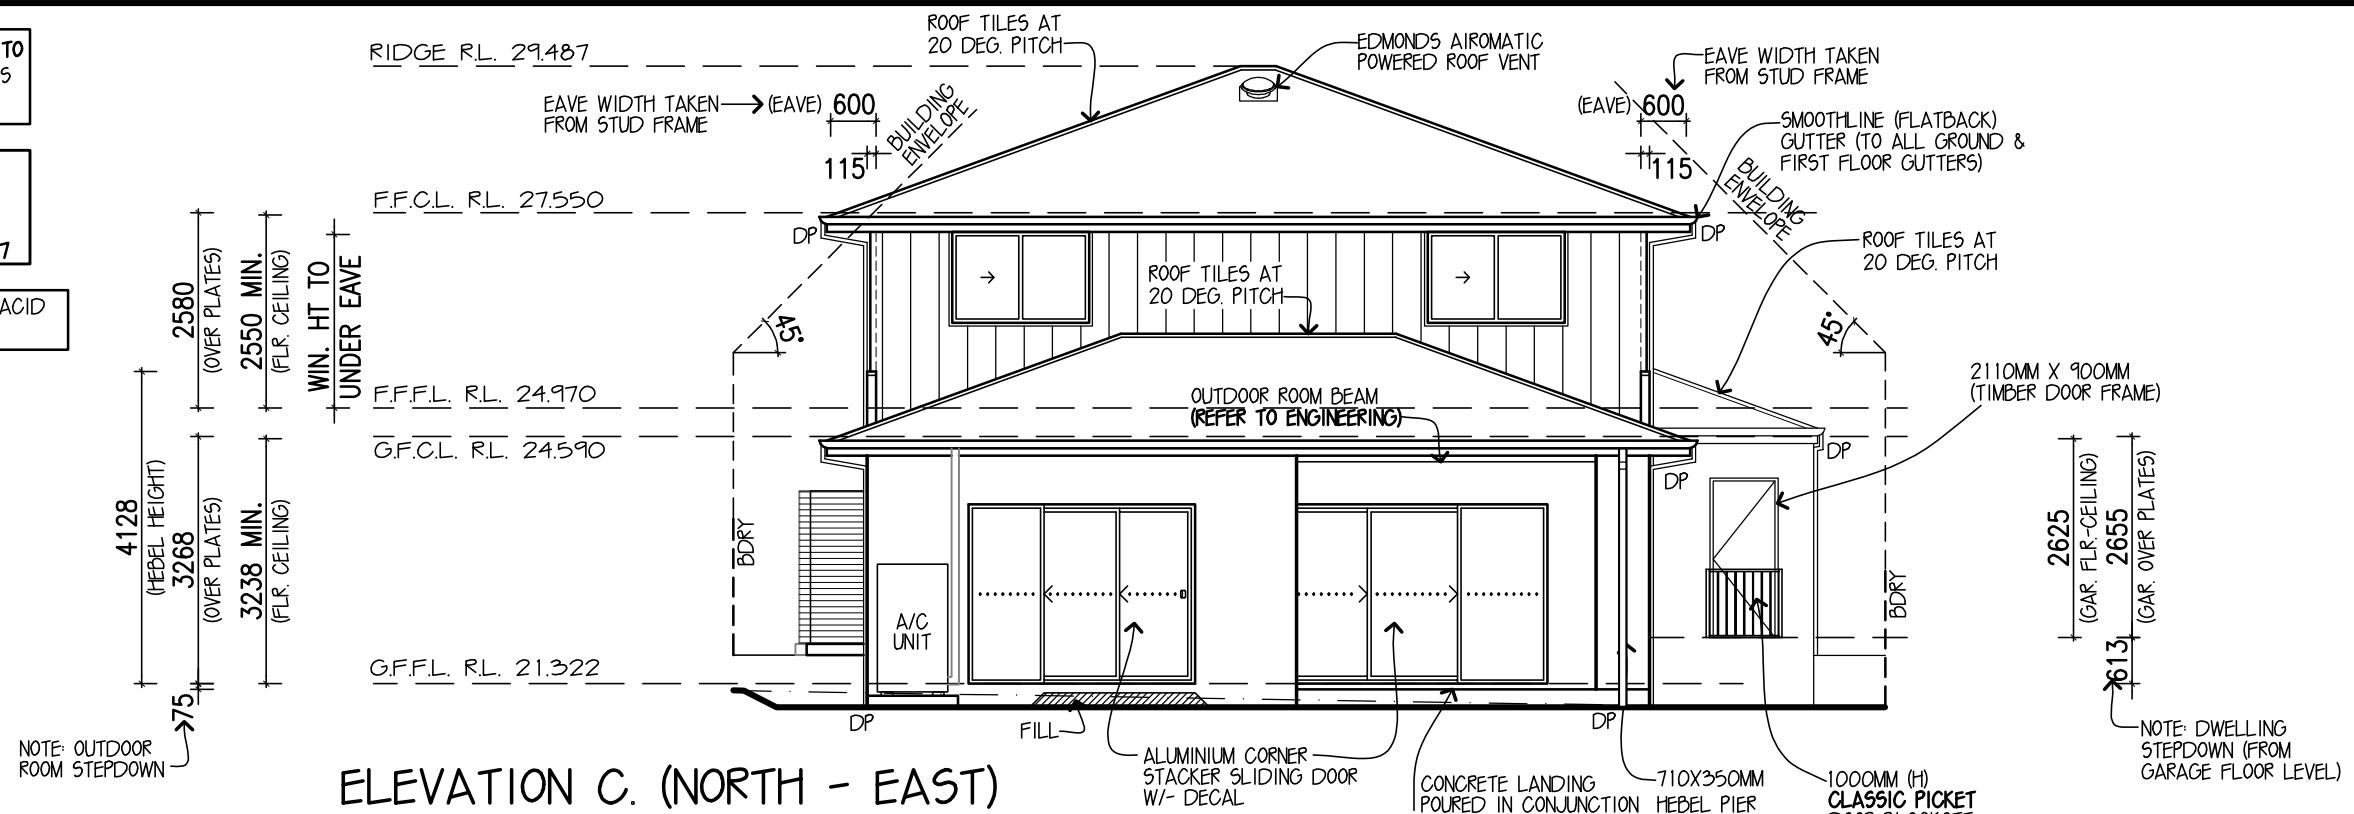 TO
S
7
ACID
RIDGE R.L. 29.487
ROOF TILES AT
20 DEG. PITCH
EDMONDS AIROMATIC
POWERED ROOF VENT
EAVE WIDTH TAKEN
FROM STUD FRAME
EAVE WIDTH TAKEN
FROM STUD FRAME
(EAVE) 600
115
BUILDING
ENVELOPE
(EAVE) 600
115
SMOOTHLINE (FLATBACK)
GUTTER (TO ALL GROUND &
FIRST FLOOR GUTTERS)
BUILDING
ENVELOPE
F.F.C.L. R.L. 27.550
DP
DP
ROOF TILES AT
20 DEG. PITCH
ROOF TILES AT
20 DEG. PITCH
2580
(OVER PLATES)
2550 MIN.
(FLR. CEILING)
WIN. HT TO
UNDER EAVE
45°
45°
2110MM X 900MM
(TIMBER DOOR FRAME)
F.F.F.L. R.L. 24.970
OUTDOOR ROOM BEAM
(REFER TO ENGINEERING)
G.F.C.L. R.L. 24.590
DP
DP
4128
(HEBEL HEIGHT)
3268
(OVER PLATES)
3238 MIN.
(FLR. CEILING)
BDRY
A/C
UNIT
BDRY
2625
(GAR. FLR.-CEILING)
2655
(GAR. OVER PLATES)
613
G.F.F.L. R.L. 21.322
75
NOTE: OUTDOOR
ROOM STEPDOWN
DP
FILL
DP
ALUMINIUM CORNER
STACKER SLIDING DOOR
W/- DECAL
CONCRETE LANDING
POURED IN CONJUNCTION
710X350MM
HEBEL PIER
1000MM (H)
CLASSIC PICKET
NOTE: DWELLING
STEPDOWN (FROM
GARAGE FLOOR LEVEL)
ELEVATION C. (NORTH - EAST)